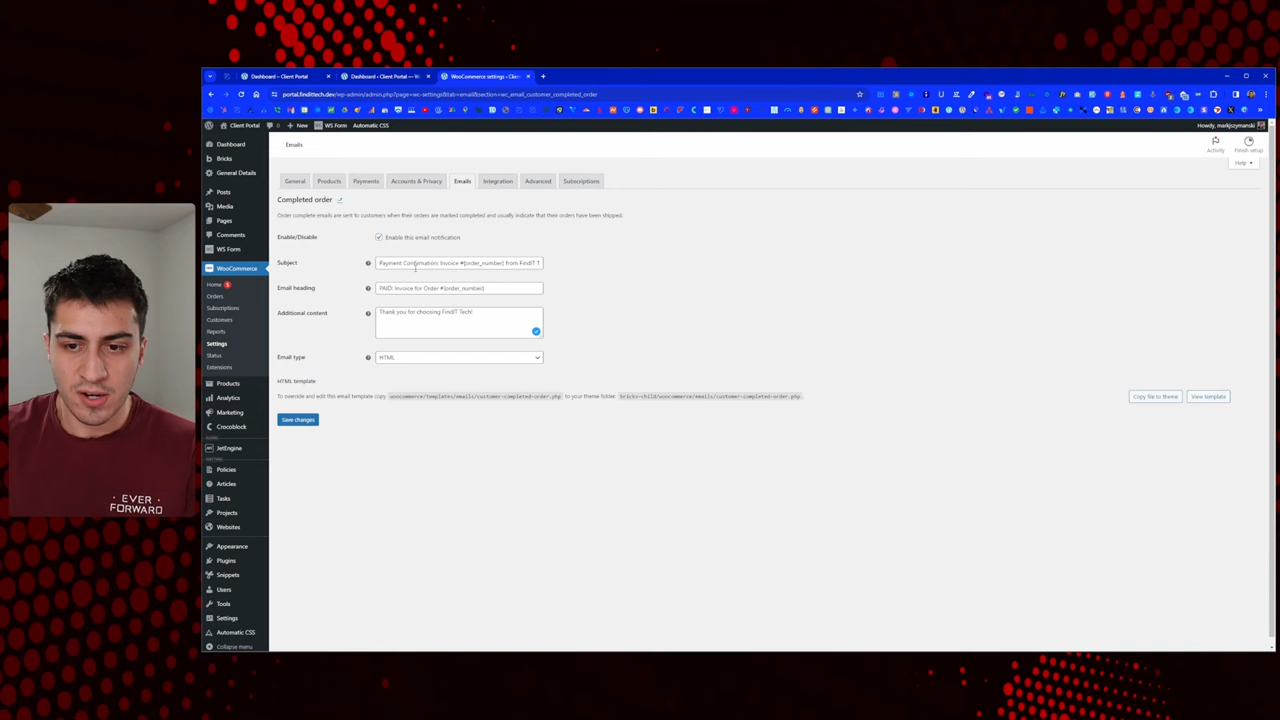 Dashboard – Client Portal
Dashboard ‹ Client Portal — W
WooCommerce settings ‹ Clien
portal.findittech.dev/wp-admin/admin.php?page=wc-settings&tab=email&section=wc_email_customer_completed_order
Client Portal
0
New
WS Form
Automatic CSS
Howdy, markjszymanski
Dashboard
Bricks
General Details
Posts
Media
Pages
Comments
WS Form
WooCommerce
Home 5
Orders
Subscriptions
Customers
Reports
Settings
Status
Extensions
Products
Analytics
Marketing
Crocoblock
JetEngine
Policies
Articles
Tasks
Projects
Websites
Appearance
Plugins
Snippets
Users
Tools
Settings
Automatic CSS
Collapse menu
Emails
Activity
Finish setup
Help
General
Products
Payments
Accounts & Privacy
Emails
Integration
Advanced
Subscriptions
Completed order
Order complete emails are sent to customers when their orders are marked completed and usually indicate that their orders have been shipped.
Enable/Disable
Enable this email notification
Subject
Payment Confirmation: Invoice #{order_number} from FindIT T
Email heading
PAID: Invoice for Order #{order_number}
Additional content
Thank you for choosing FindIT Tech!
Email type
HTML
HTML template
To override and edit this email template copy woocommerce/templates/emails/customer-completed-order.php to your theme folder: bricks-child/woocommerce/emails/customer-completed-order.php.
Copy file to theme
View template
Save changes
EVER
FORWARD